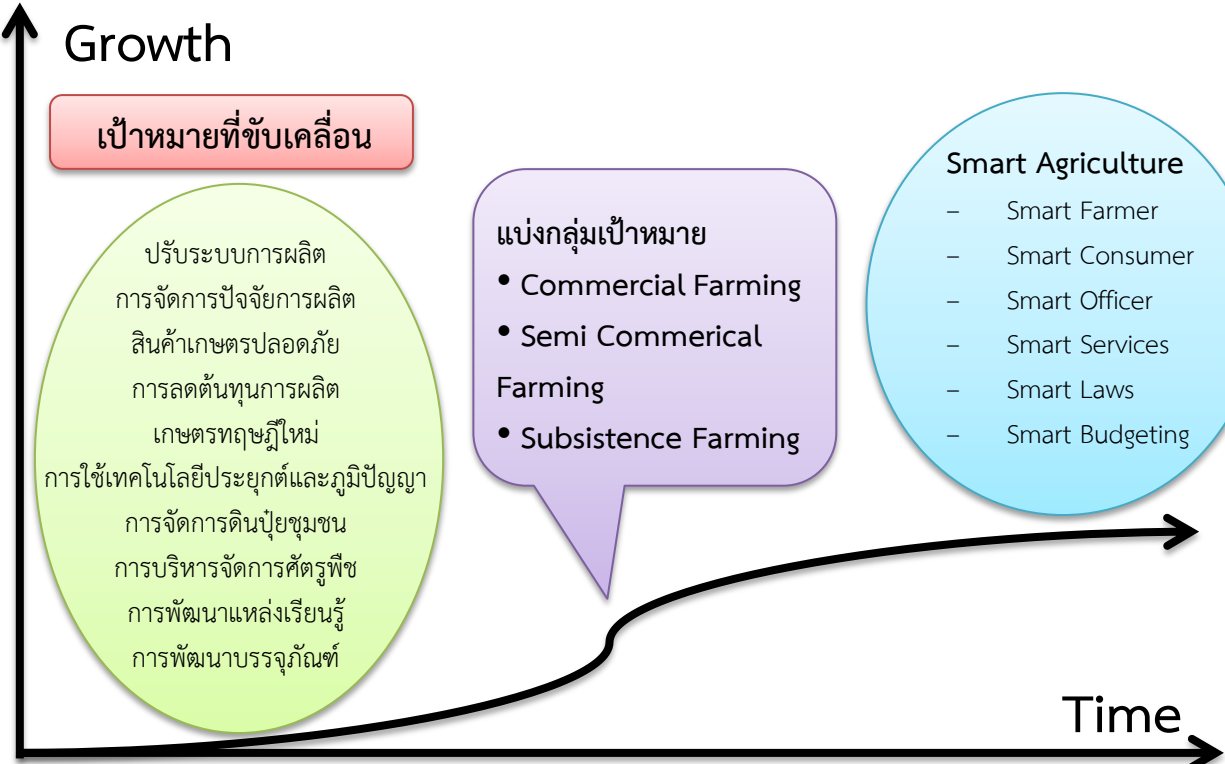 Growth
เป้าหมายที่ขับเคลื่อน
ปรับระบบการผลิต
การจัดการปัจจัยการผลิต
สินค้าเกษตรปลอดภัย
การลดต้นทุนการผลิต
เกษตรทฤษฎีใหม่
การใช้เทคโนโลยีประยุกต์และภูมิปัญญา
การจัดการดินปุ๋ยชุมชน
การบริหารจัดการศัตรูพืช
การพัฒนาแหล่งเรียนรู้
การพัฒนาบรรจุภัณฑ์
แบ่งกลุ่มเป้าหมาย
• Commercial Farming
• Semi Commerical
Farming
• Subsistence Farming
Smart Agriculture
– Smart Farmer
– Smart Consumer
– Smart Officer
– Smart Services
– Smart Laws
– Smart Budgeting
Time